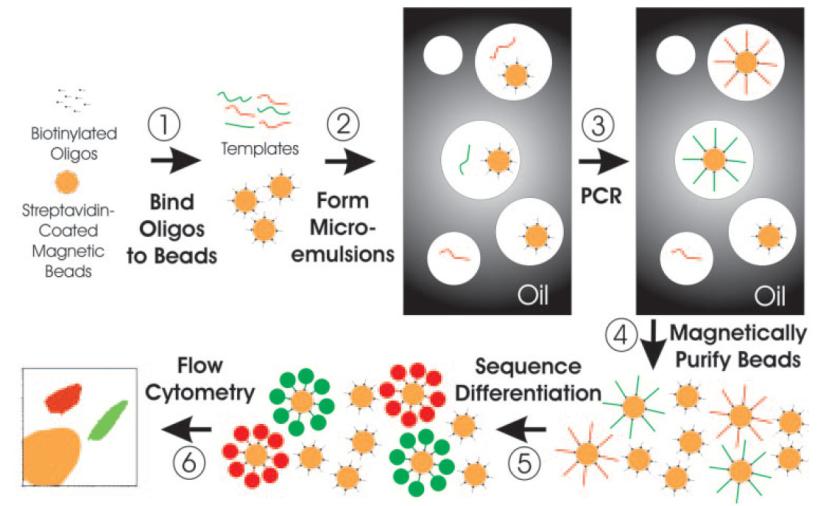 Biotinylated
Oligos
Streptavidin-
Coated
Magnetic
Beads
1
Bind
Oligos
to Beads
Templates
2
Form
Micro-
emulsions
Oil
3
PCR
Oil
4
Magnetically
Purify Beads
Sequence
Differentiation
5
Flow
Cytometry
6